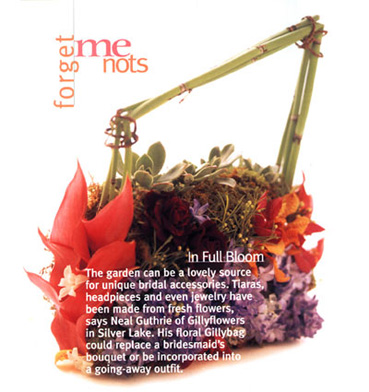 forget
me
nots
In Full Bloom
The garden can be a lovely source
for unique bridal accessories. Tiaras,
headpieces and even jewelry have
been made from fresh flowers,
says Neal Guthrie of Gillyflowers
in Silver Lake. His floral Gillybag
could replace a bridemaid's
bouquet or be incorporated into
a going-away outfit.